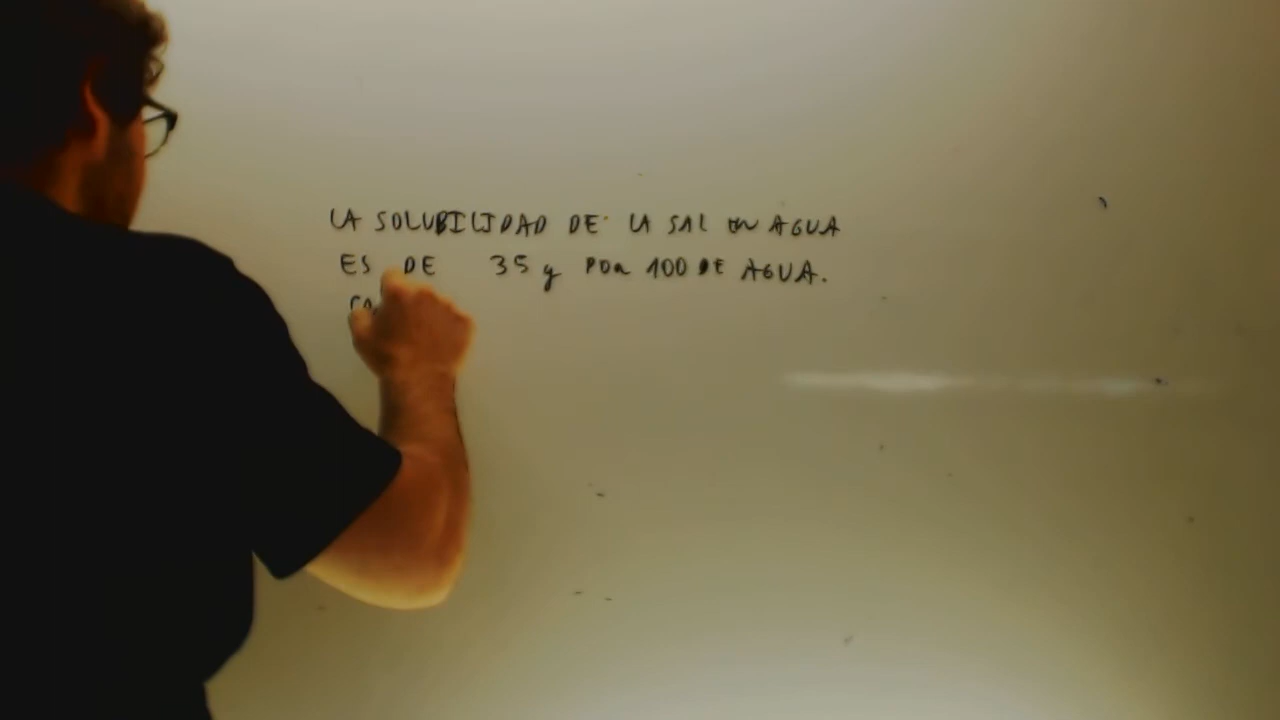 LA SOLUBILIDAD DE LA SAL EN AGUA
ES DE 35 g POR 100 DE AGUA.